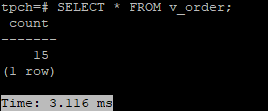 tpch=# SELECT * FROM v_order;
count
-------
15
(1 row)
Time: 3.116 ms